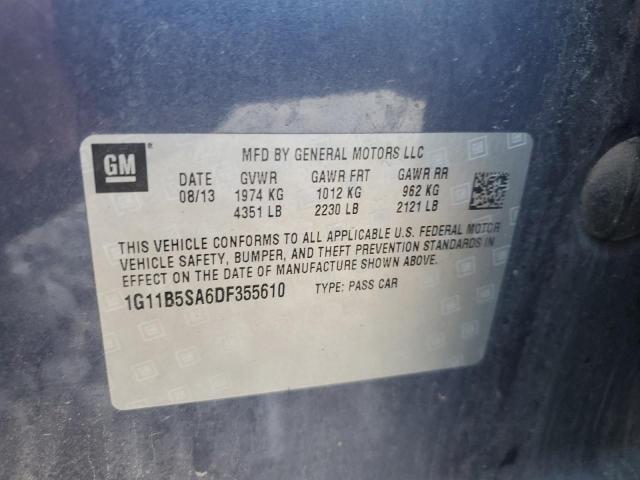 GM
MFD BY GENERAL MOTORS LLC
DATE GVWR GAWR FRT GAWR RR
08/13 1974 KG 1012 KG 962 KG
4351 LB 2230 LB 2121 LB
THIS VEHICLE CONFORMS TO ALL APPLICABLE U.S. FEDERAL MOTOR
VEHICLE SAFETY, BUMPER, AND THEFT PREVENTION STANDARDS IN
EFFECT ON THE DATE OF MANUFACTURE SHOWN ABOVE.
1G11B5SA6DF355610 TYPE: PASS CAR